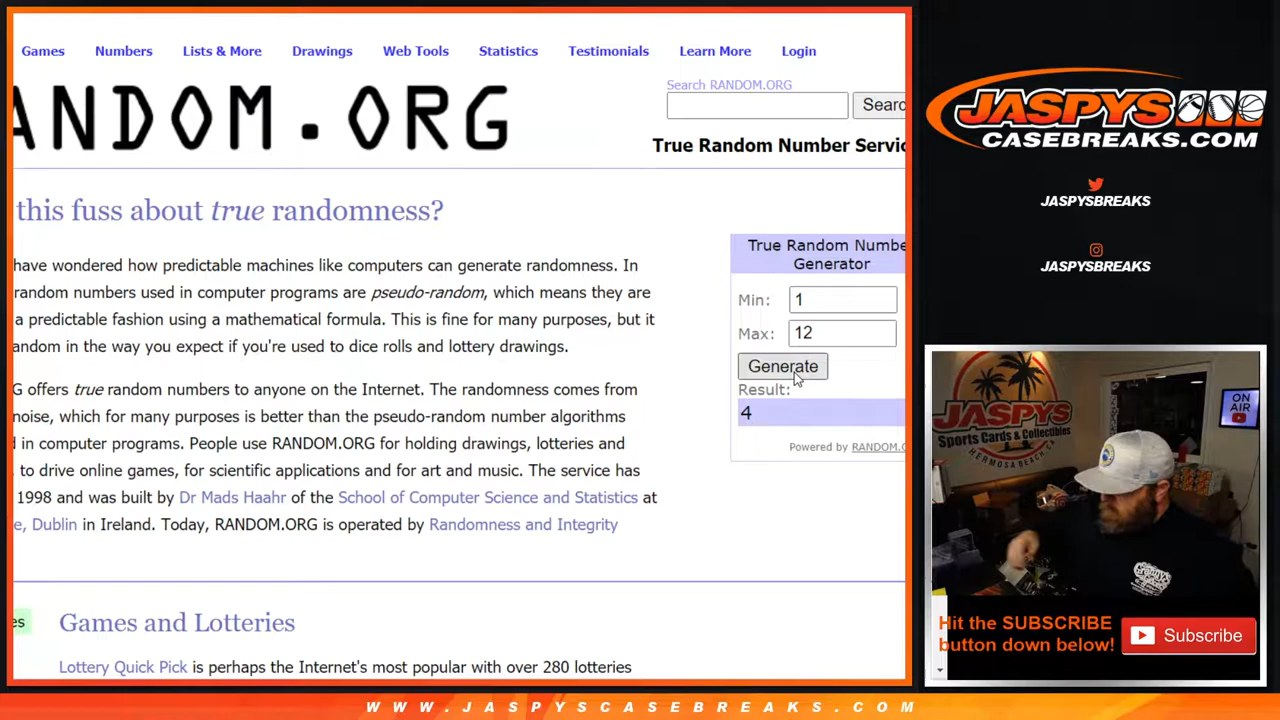 Games Numbers Lists & More Drawings Web Tools Statistics Testimonials Learn More Login
ANDOM.ORG
Search RANDOM.ORG
Searc
True Random Number Servic
this fuss about true randomness?
have wondered how predictable machines like computers can generate randomness. In
random numbers used in computer programs are pseudo-random, which means they are
a predictable fashion using a mathematical formula. This is fine for many purposes, but it
andom in the way you expect if you're used to dice rolls and lottery drawings.
G offers true random numbers to anyone on the Internet. The randomness comes from
noise, which for many purposes is better than the pseudo-random number algorithms
d in computer programs. People use RANDOM.ORG for holding drawings, lotteries and
to drive online games, for scientific applications and for art and music. The service has
1998 and was built by Dr Mads Haahr of the School of Computer Science and Statistics at
e, Dublin in Ireland. Today, RANDOM.ORG is operated by Randomness and Integrity
True Random Numbe
Generator
Min: 1
Max: 12
Generate
Result:
4
Powered by RANDOM.O
es
Games and Lotteries
Lottery Quick Pick is perhaps the Internet's most popular with over 280 lotteries
JASPYS
CASEBREAKS.COM
JASPYSBREAKS
JASPYSBREAKS
JASPYS
Sports Cards & Collectibles
HERMOSA BEACH, CA
ON
AIR
Hit the SUBSCRIBE
button down below!
Subscribe
WWW.JASPYSCASEBREAKS.COM